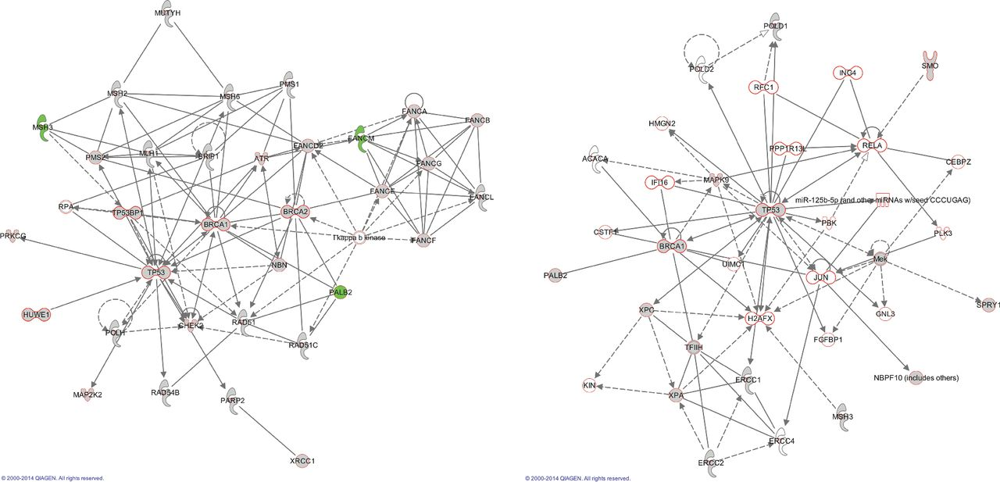 MUTYH
MSH2
MSH6
PMS1
MSH3
FANCA
FANCB
FANCM
FANCD2
PMS2
MLH1
BRIP1
ATR
FANCG
FANCE
FANCL
RPA
TP53BP1
BRCA1
BRCA2
PRKCG
I kappa b kinase
FANCF
NBN
TP53
PALB2
HUWE1
POLH
CHEK2
RAD51
RAD51C
MAP2K2
RAD54B
PARP2
XRCC1
© 2000-2014 QIAGEN. All rights reserved.
POLD1
POLD2
SMO
ING4
RFC1
HMGN2
PPP1R13L
RELA
ACACA
CEBPZ
IFI16
MAPK9
miR-125b-5p (and other miRNAs w/seed CCCUGAG)
TP53
PBK
CSTF1
PLK3
BRCA1
UIMC1
Mek
PALB2
JUN
SPRY1
XPC
H2AFX
GNL3
TFIIH
FGFBP1
KIN
ERCC1
NBPF10 (includes others)
XPA
MSH3
ERCC4
ERCC2
© 2000-2014 QIAGEN. All rights reserved.